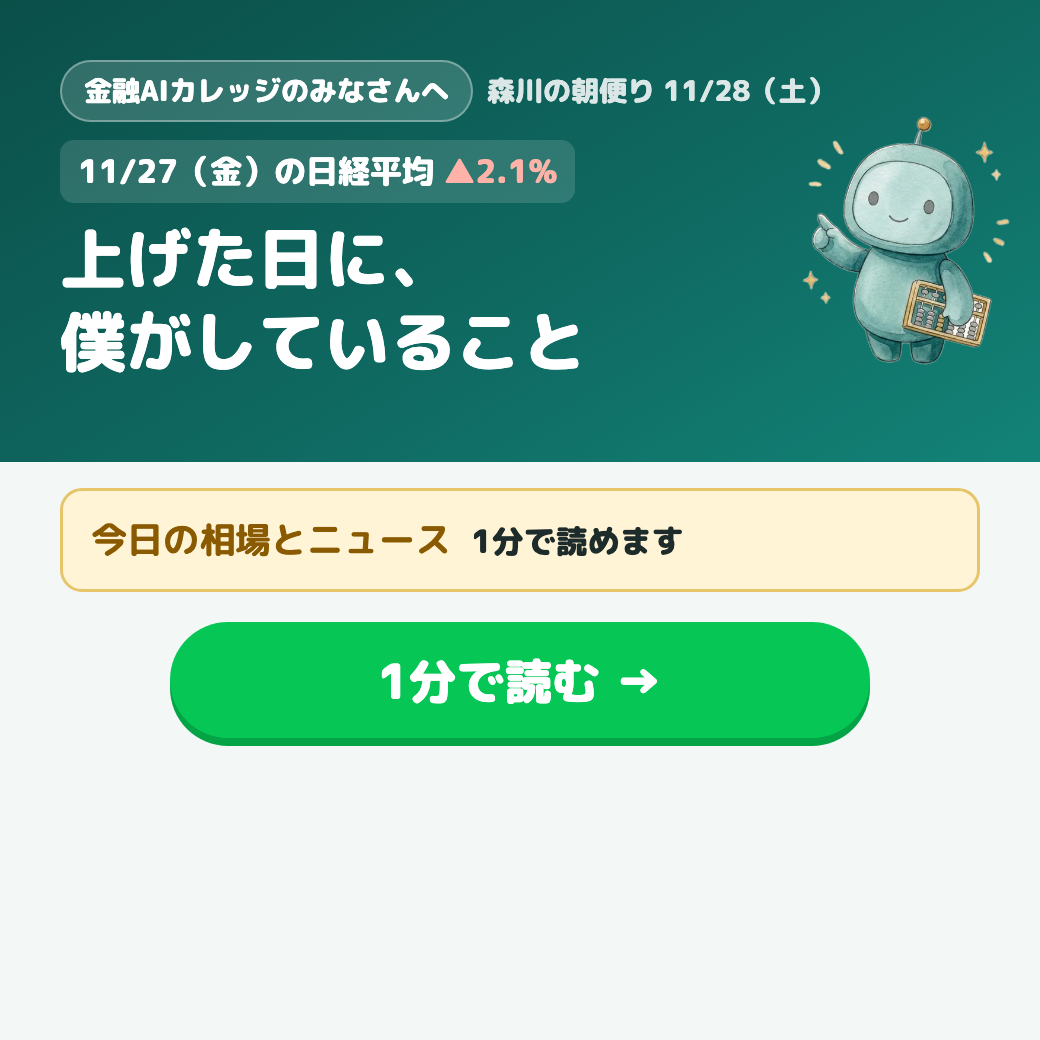 金融AIカレッジのみなさんへ 森川の朝便り 11/28（土）
11/27（金）の日経平均 ▲2.1%
上げた日に、
僕がしていること
今日の相場とニュース 1分で読めます
1分で読む →